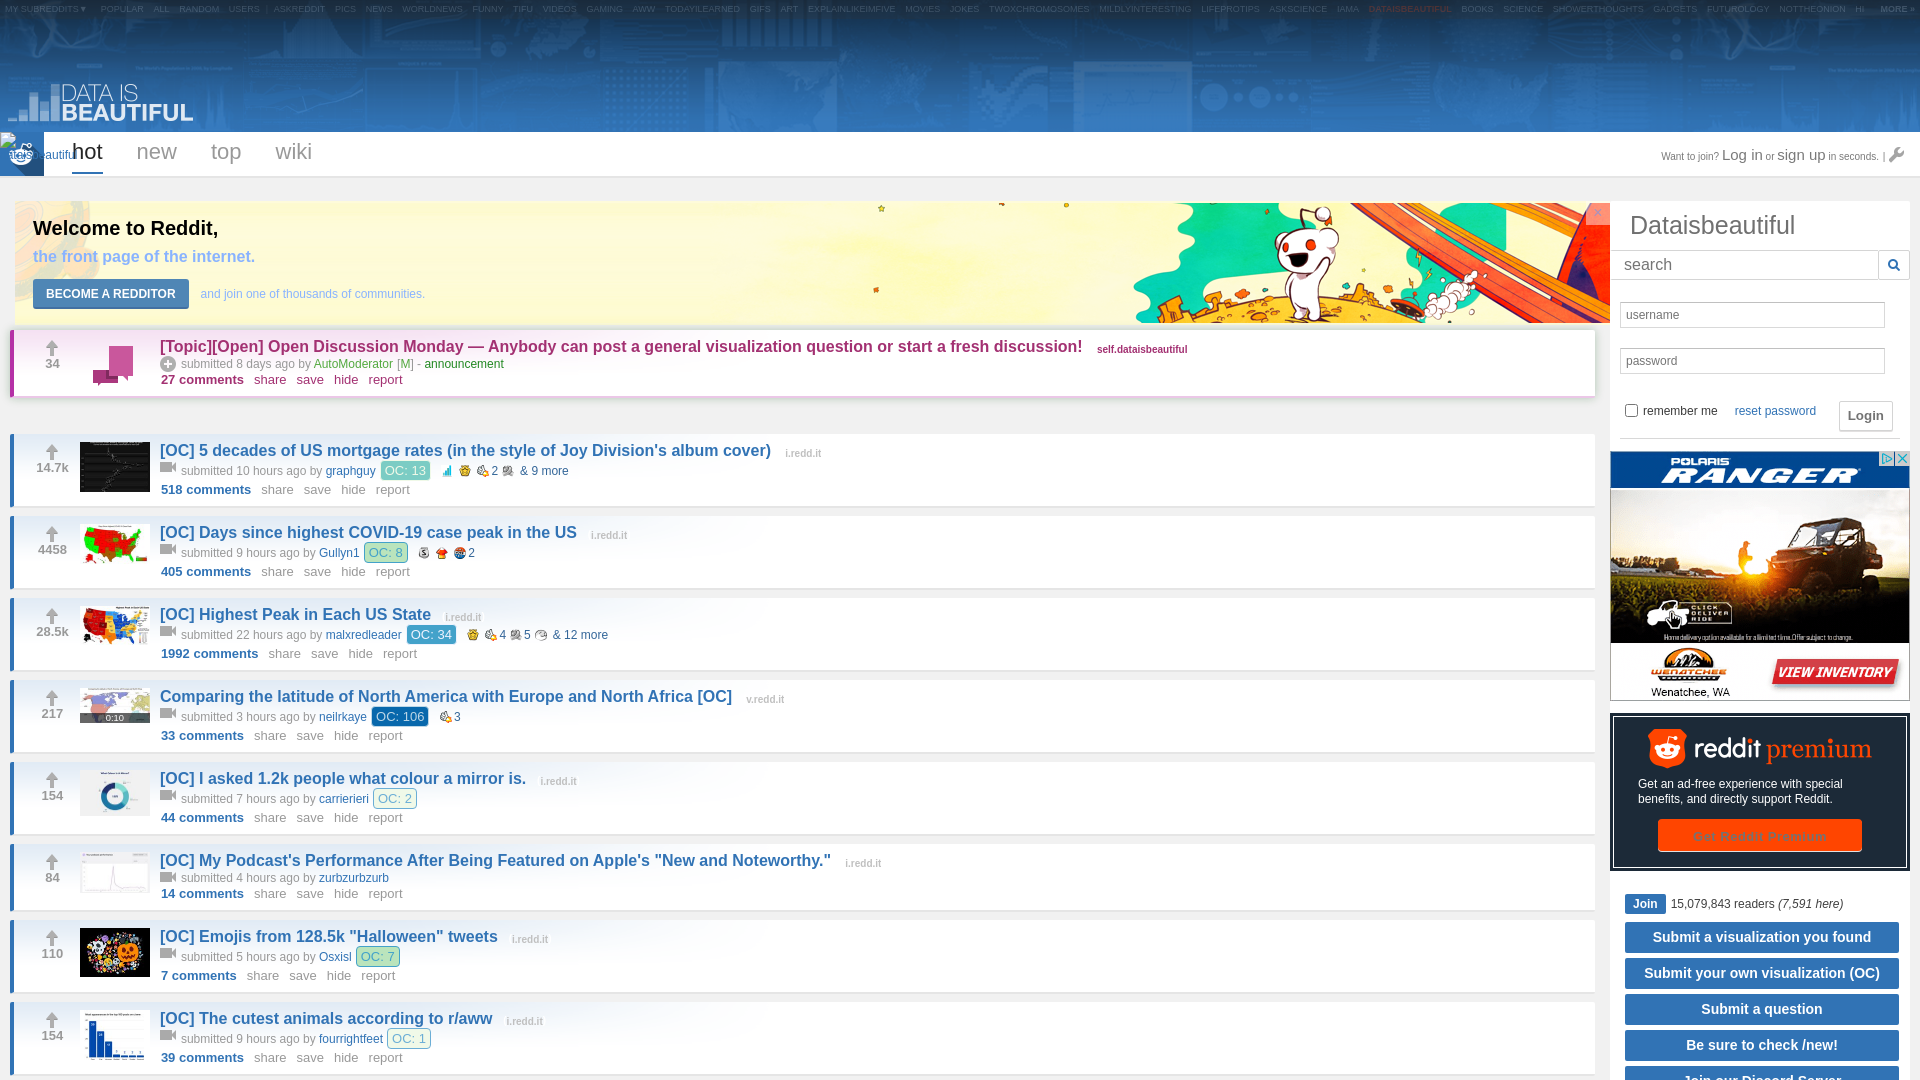 MY SUBREDDITS ▾ POPULAR ALL RANDOM USERS | ASKREDDIT PICS NEWS WORLDNEWS FUNNY TIFU VIDEOS GAMING AWW TODAYILEARNED GIFS ART EXPLAINLIKEIMFIVE MOVIES JOKES TWOXCHROMOSOMES MILDLYINTERESTING LIFEPROTIPS ASKSCIENCE IAMA DATAISBEAUTIFUL BOOKS SCIENCE SHOWERTHOUGHTS GADGETS FUTUROLOGY NOTTHEONION HI MORE »
DATA IS
BEAUTIFUL
hot new top wiki
Want to join? Log in or sign up in seconds. |
Welcome to Reddit,
the front page of the internet.
BECOME A REDDITOR and join one of thousands of communities.
34
[Topic][Open] Open Discussion Monday — Anybody can post a general visualization question or start a fresh discussion! self.dataisbeautiful
submitted 8 days ago by AutoModerator [M] - announcement
27 comments share save hide report
14.7k
[OC] 5 decades of US mortgage rates (in the style of Joy Division's album cover) i.redd.it
submitted 10 hours ago by graphguy OC: 13 2 & 9 more
518 comments share save hide report
4458
[OC] Days since highest COVID-19 case peak in the US i.redd.it
submitted 9 hours ago by Gullyn1 OC: 8 2
405 comments share save hide report
28.5k
[OC] Highest Peak in Each US State i.redd.it
submitted 22 hours ago by malxredleader OC: 34 4 5 & 12 more
1992 comments share save hide report
217
0:10
Comparing the latitude of North America with Europe and North Africa [OC] v.redd.it
submitted 3 hours ago by neilrkaye OC: 106 3
33 comments share save hide report
154
[OC] I asked 1.2k people what colour a mirror is. i.redd.it
submitted 7 hours ago by carrierieri OC: 2
44 comments share save hide report
84
[OC] My Podcast's Performance After Being Featured on Apple's "New and Noteworthy." i.redd.it
submitted 4 hours ago by zurbzurbzurb
14 comments share save hide report
110
[OC] Emojis from 128.5k "Halloween" tweets i.redd.it
submitted 5 hours ago by Osxisl OC: 7
7 comments share save hide report
154
[OC] The cutest animals according to r/aww i.redd.it
submitted 9 hours ago by fourrightfeet OC: 1
39 comments share save hide report
Dataisbeautiful
search
username
password
remember me reset password Login
POLARIS
RANGER
CLICK
DELIVER
RIDE
Home delivery option available for a limited time. Offer subject to change.
WENATCHEE
Wenatchee, WA
VIEW INVENTORY
reddit premium
Get an ad-free experience with special
benefits, and directly support Reddit.
Get Reddit Premium
Join 15,079,843 readers (7,591 here)
Submit a visualization you found
Submit your own visualization (OC)
Submit a question
Be sure to check /new!
Join our Discord Server